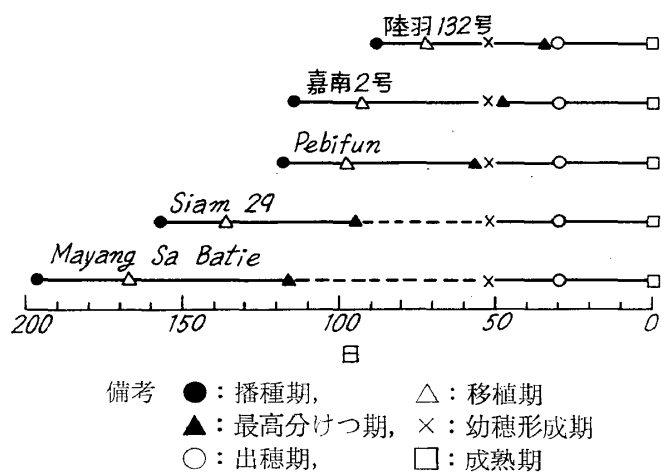 陸羽132号
嘉南2号
Pebifun
Siam 29
Mayang Sa Batie
200 150 100 50 0
日
備考 ●：播種期， △：移植期
▲：最高分けつ期， ×：幼穂形成期
○：出穂期， □：成熟期